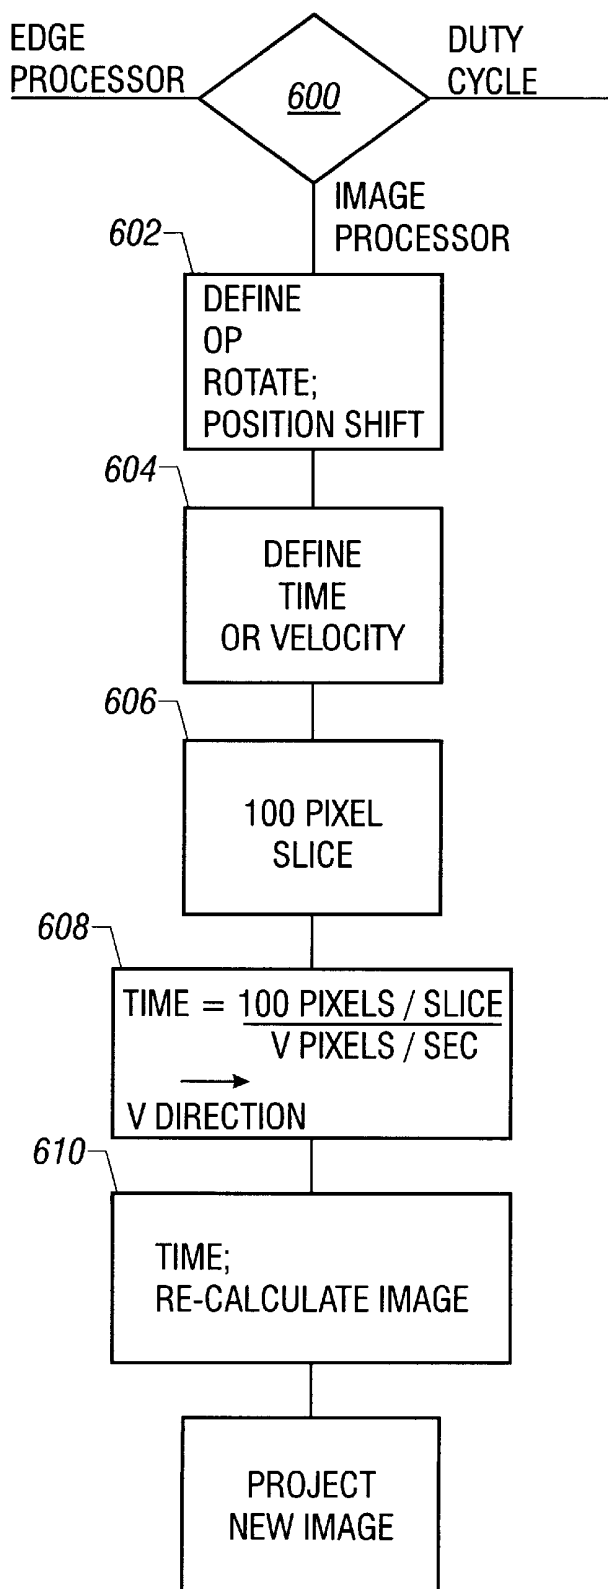 EDGE
PROCESSOR
600
DUTY
CYCLE
IMAGE
PROCESSOR
602
DEFINE
OP
ROTATE;
POSITION SHIFT
604
DEFINE
TIME
OR VELOCITY
606
100 PIXEL
SLICE
608
TIME = 100 PIXELS / SLICE
V PIXELS / SEC
V DIRECTION
610
TIME;
RE-CALCULATE IMAGE
PROJECT
NEW IMAGE